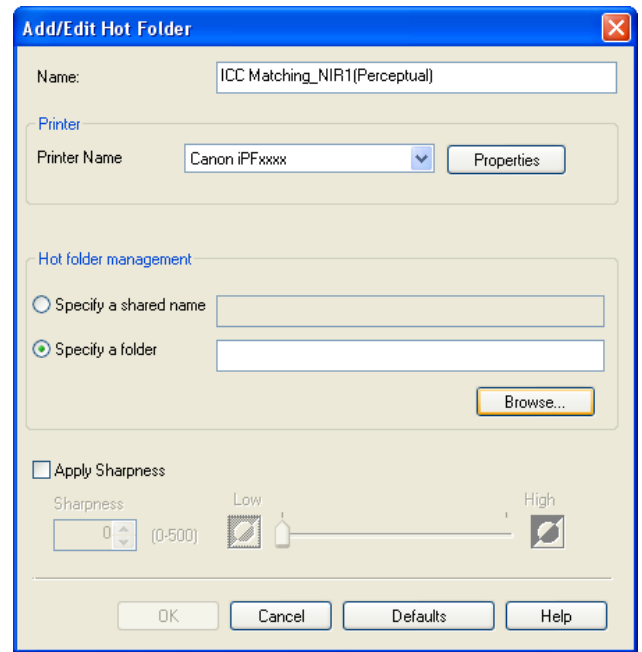 Add/Edit Hot Folder
Name: ICC Matching_NIR1(Perceptual)
Printer
Printer Name Canon iPFxxxx Properties
Hot folder management
Specify a shared name
Specify a folder
Browse...
Apply Sharpness
Sharpness Low High
0 (0-500)
OK Cancel Defaults Help